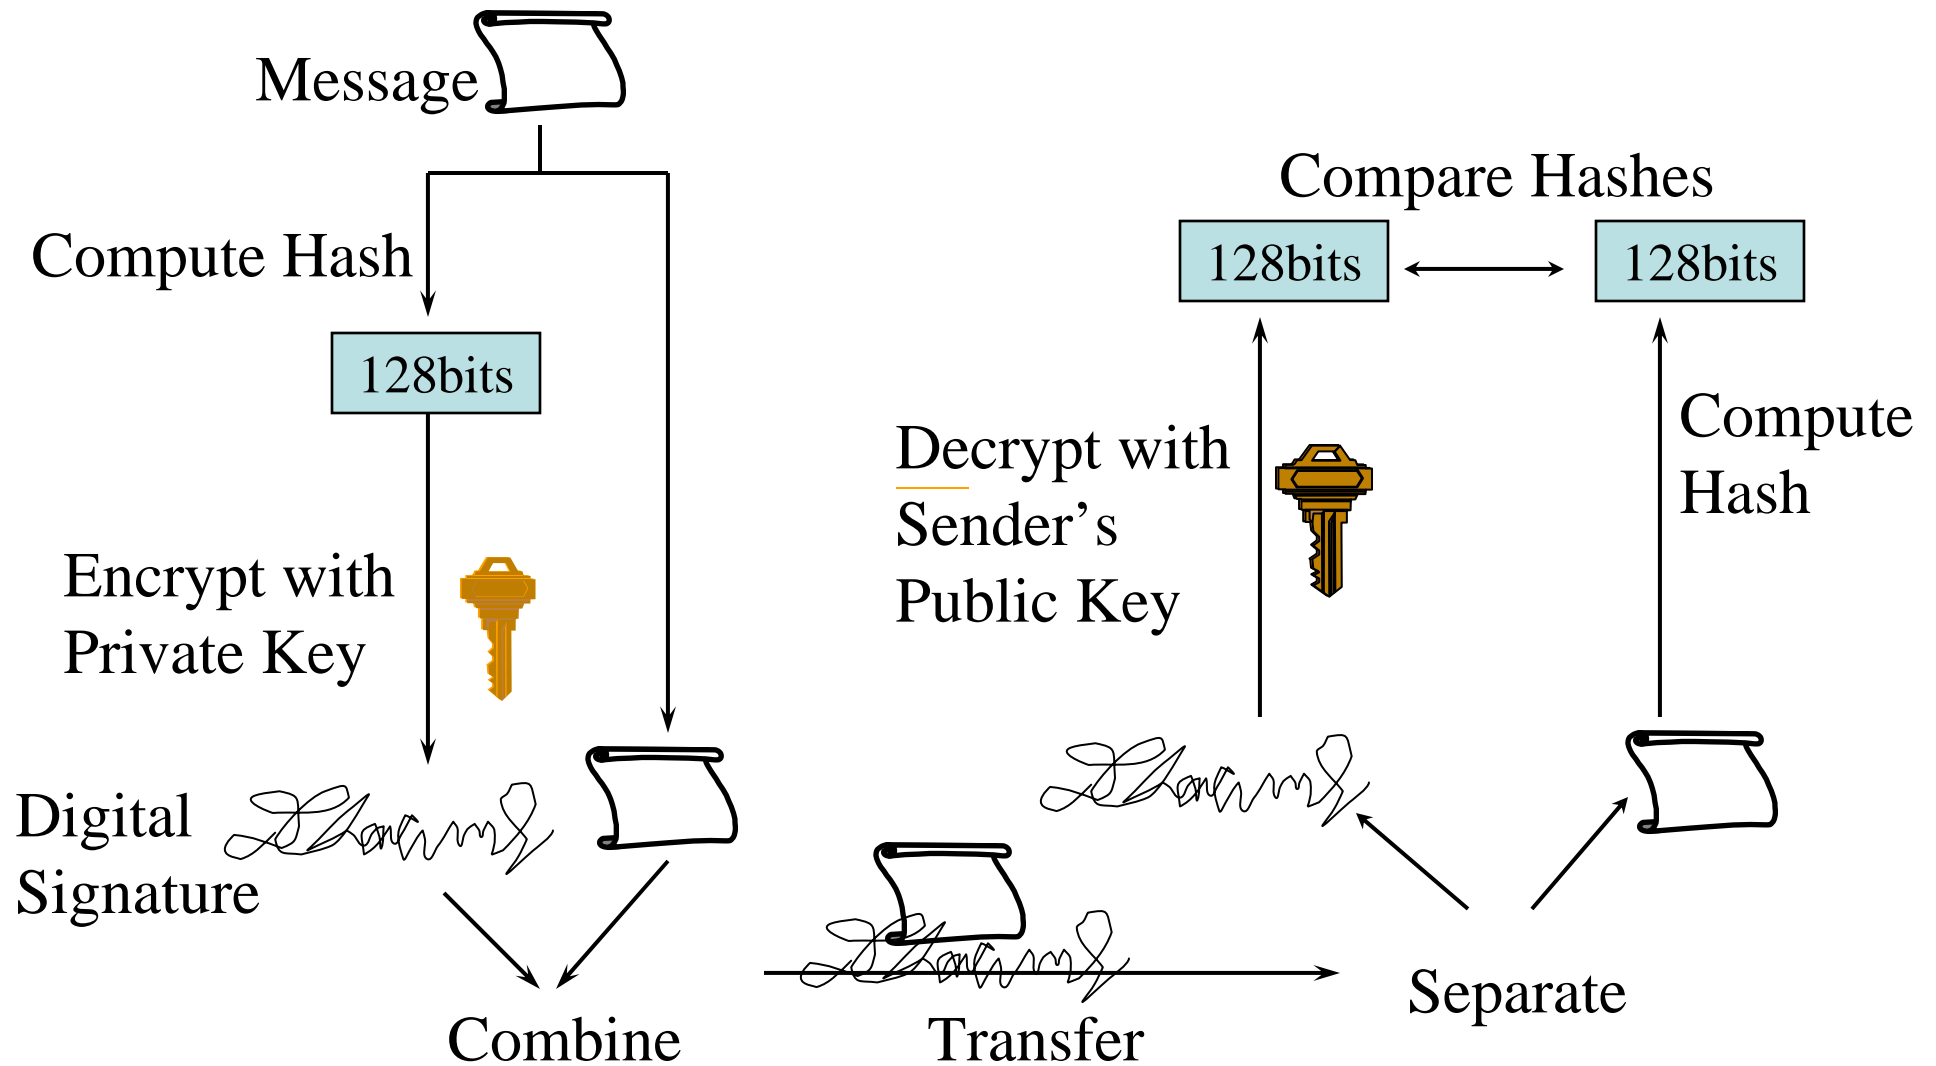 Message
Compute Hash
128bits
Encrypt with
Private Key
Digital
Signature
Combine
Transfer
Compare Hashes
128bits
128bits
Decrypt with
Sender’s
Public Key
Compute
Hash
Separate